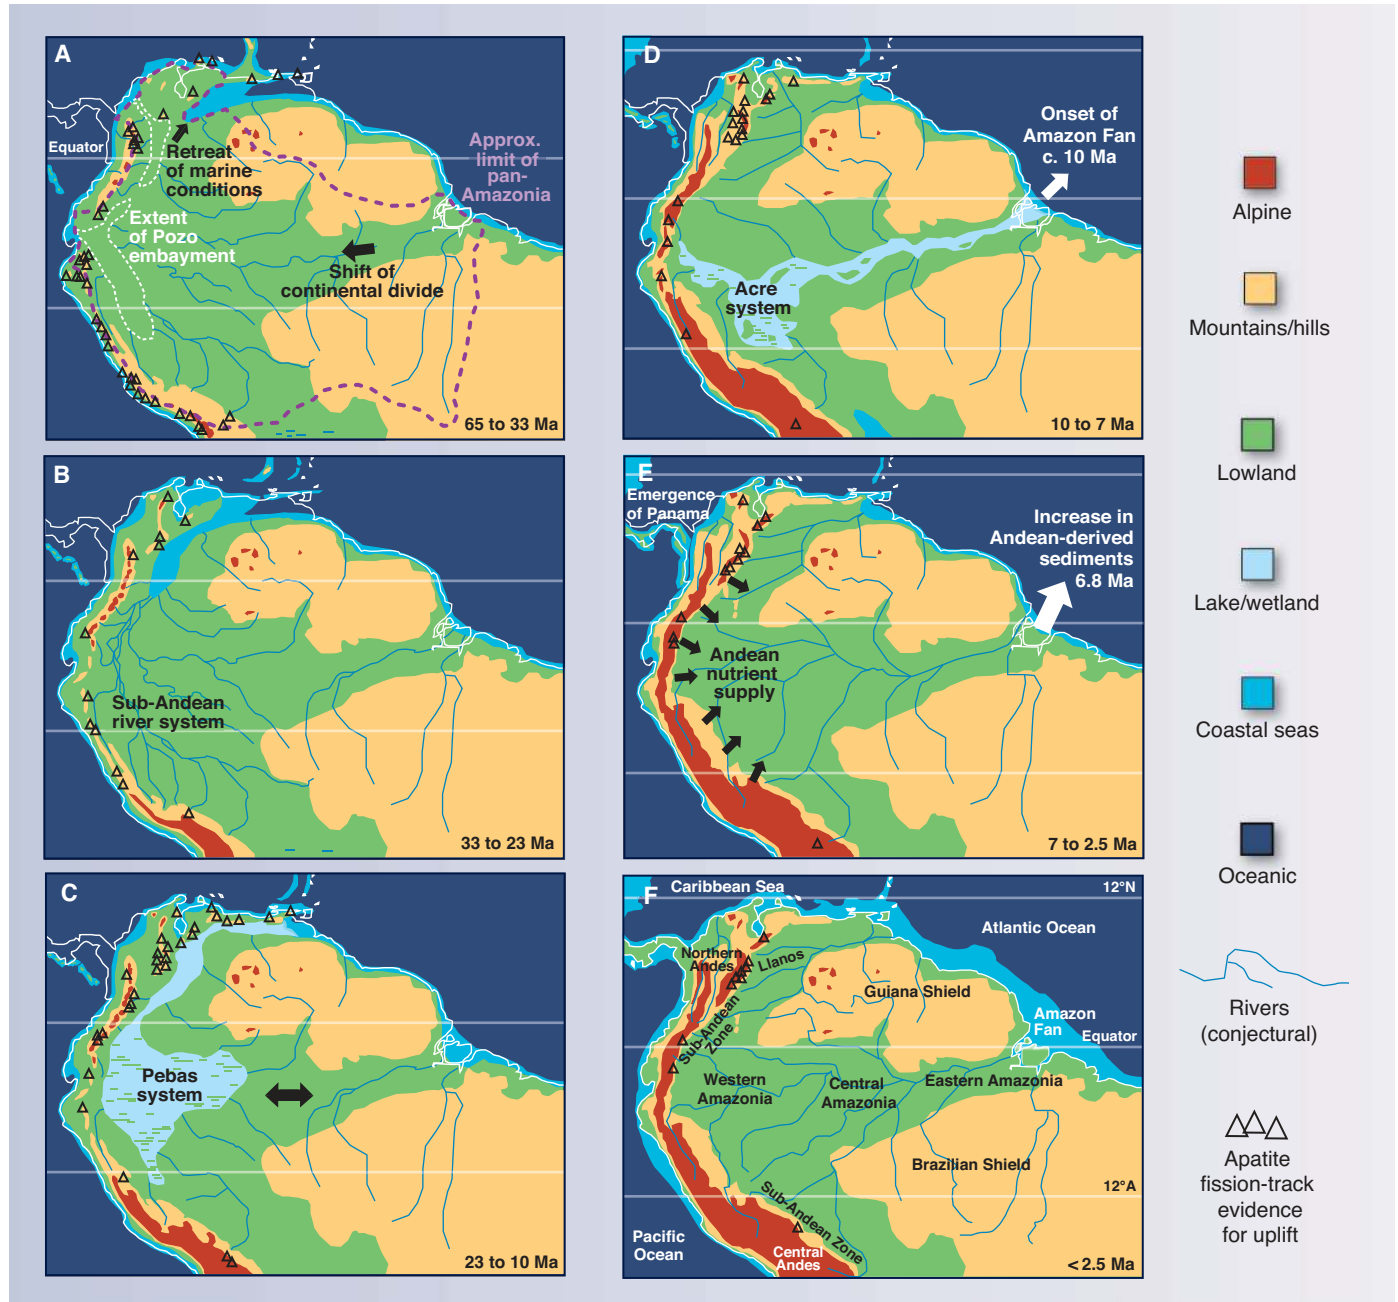 A
Equator
Retreat
of marine
conditions
Approx.
limit of
pan-
Amazonia
Extent
of Pozo
embayment
Shift of
continental divide
65 to 33 Ma
B
Sub-Andean
river system
33 to 23 Ma
C
Pebas
system
23 to 10 Ma
D
Onset of
Amazon Fan
c. 10 Ma
Acre
system
10 to 7 Ma
E
Emergence
of Panama
Increase in
Andean-derived
sediments
6.8 Ma
Andean
nutrient
supply
7 to 2.5 Ma
F
Caribbean Sea
12°N
Atlantic Ocean
Northern
Andes
Llanos
Guiana Shield
Sub-Andean
Zone
Amazon
Fan
Equator
Western
Amazonia
Central
Amazonia
Eastern Amazonia
Brazilian Shield
12°A
Sub-Andean Zone
Pacific
Ocean
Central
Andes
< 2.5 Ma
Alpine
Mountains/hills
Lowland
Lake/wetland
Coastal seas
Oceanic
Rivers
(conjectural)
Apatite
fission-track
evidence
for uplift